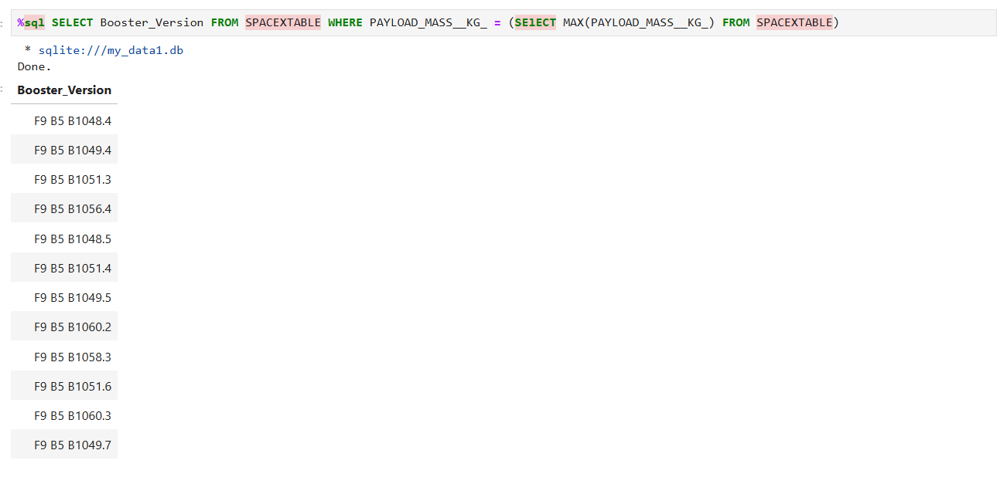 %sql SELECT Booster_Version FROM SPACEXTABLE WHERE PAYLOAD_MASS__KG_ = (SElECT MAX(PAYLOAD_MASS__KG_) FROM SPACEXTABLE)
* sqlite:///my_data1.db
Done.
Booster_Version
F9 B5 B1048.4
F9 B5 B1049.4
F9 B5 B1051.3
F9 B5 B1056.4
F9 B5 B1048.5
F9 B5 B1051.4
F9 B5 B1049.5
F9 B5 B1060.2
F9 B5 B1058.3
F9 B5 B1051.6
F9 B5 B1060.3
F9 B5 B1049.7